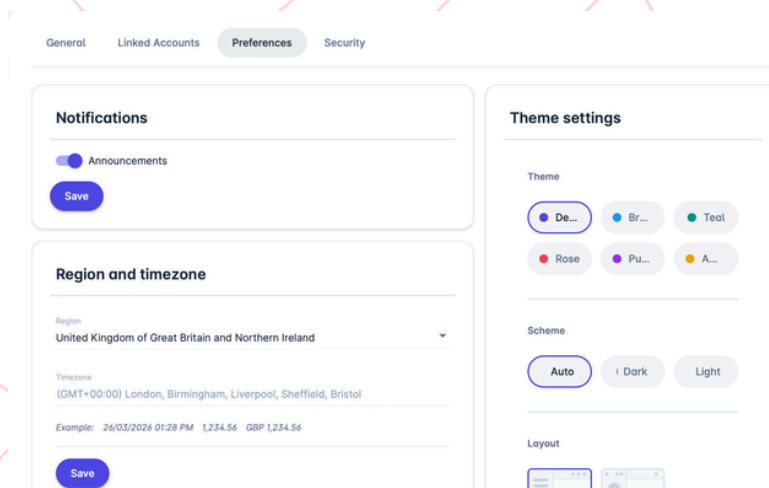 General Linked Accounts Preferences Security
Notifications
Announcements
Save
Region and timezone
Region
United Kingdom of Great Britain and Northern Ireland
Timezone
(GMT+00:00) London, Birmingham, Liverpool, Sheffield, Bristol
Example: 26/03/2026 01:28 PM 1,234.56 GBP 1,234.56
Save
Theme settings
Theme
De... Br... Teal
Rose Pu... A...
Scheme
Auto Dark Light
Layout